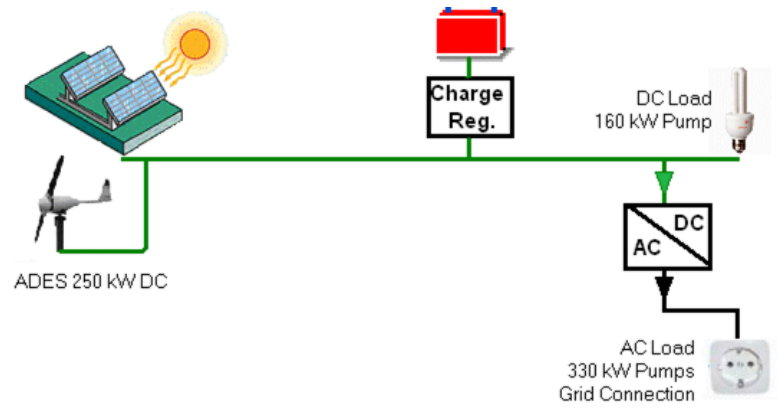 Charge
Reg.
DC Load
160 kW Pump
ADES 250 kW DC
DC
AC
AC Load
330 kW Pumps
Grid Connection